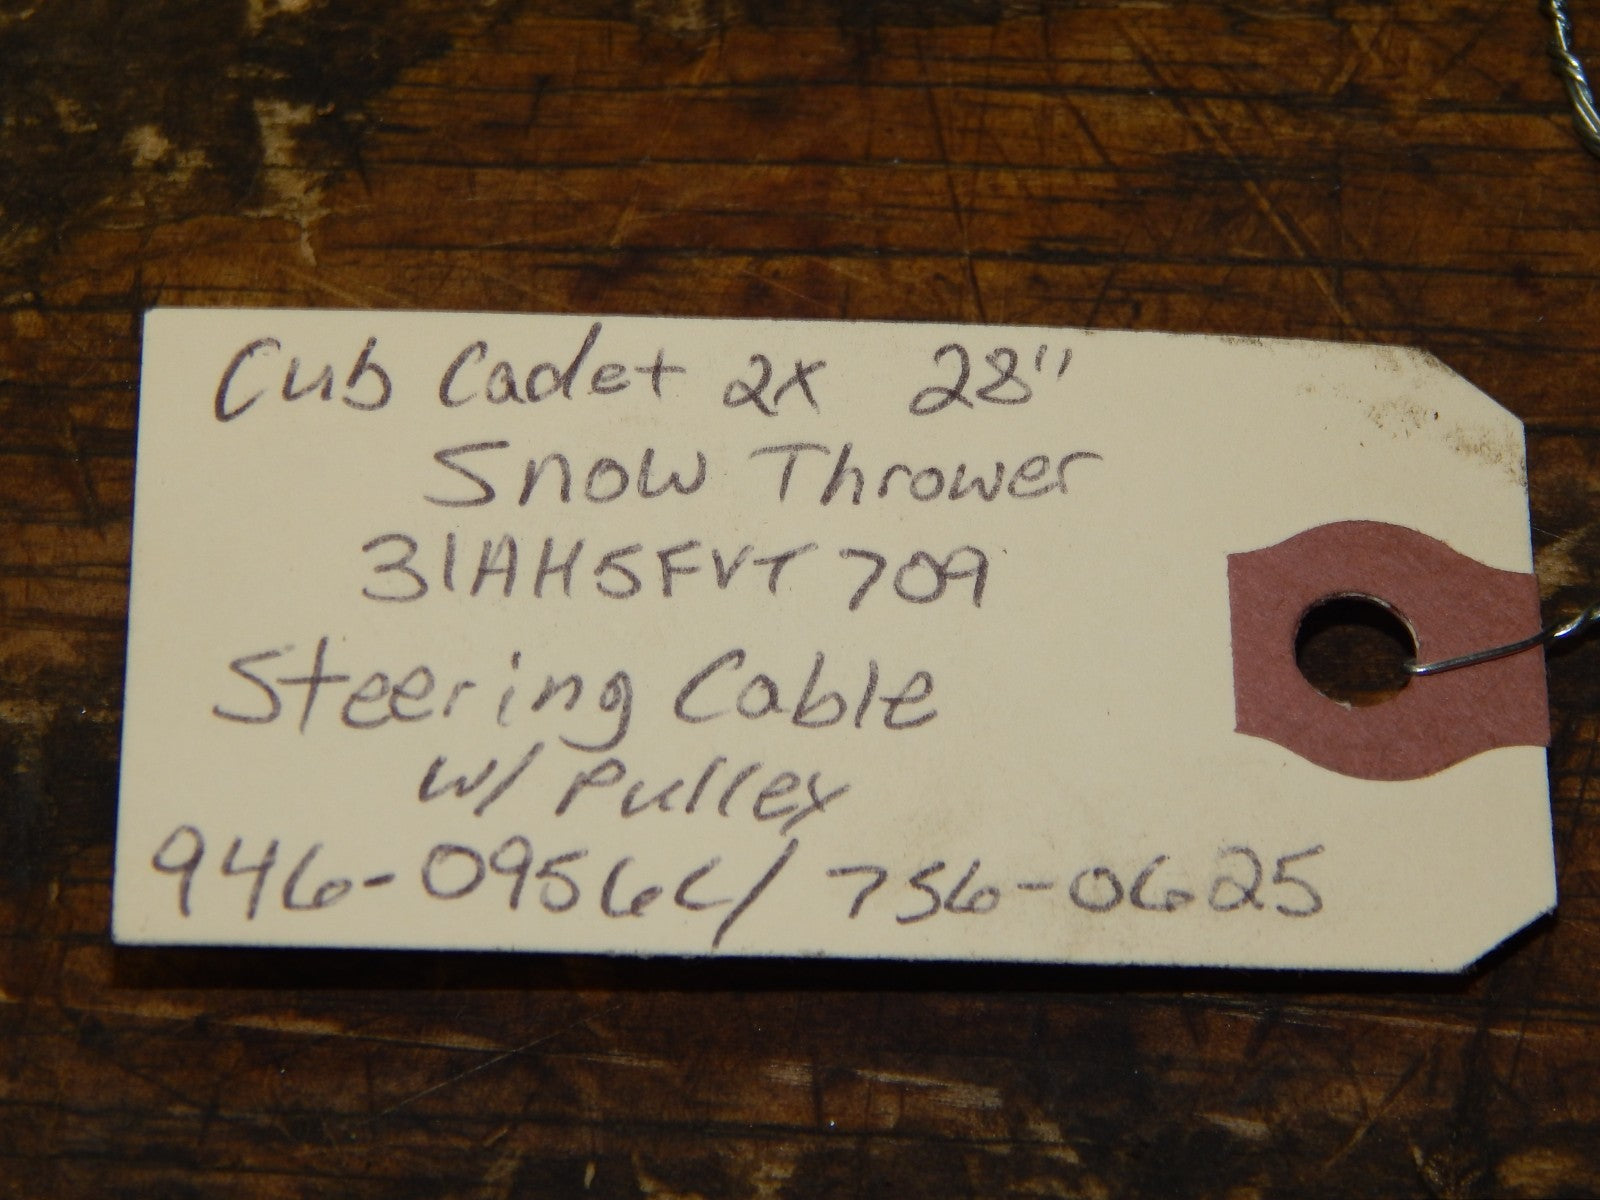 Cub Cadet 2x 28"
Snow Thrower
31AH5FVT709
Steering Cable
w/ Pulley
946-0956C/ 756-0625